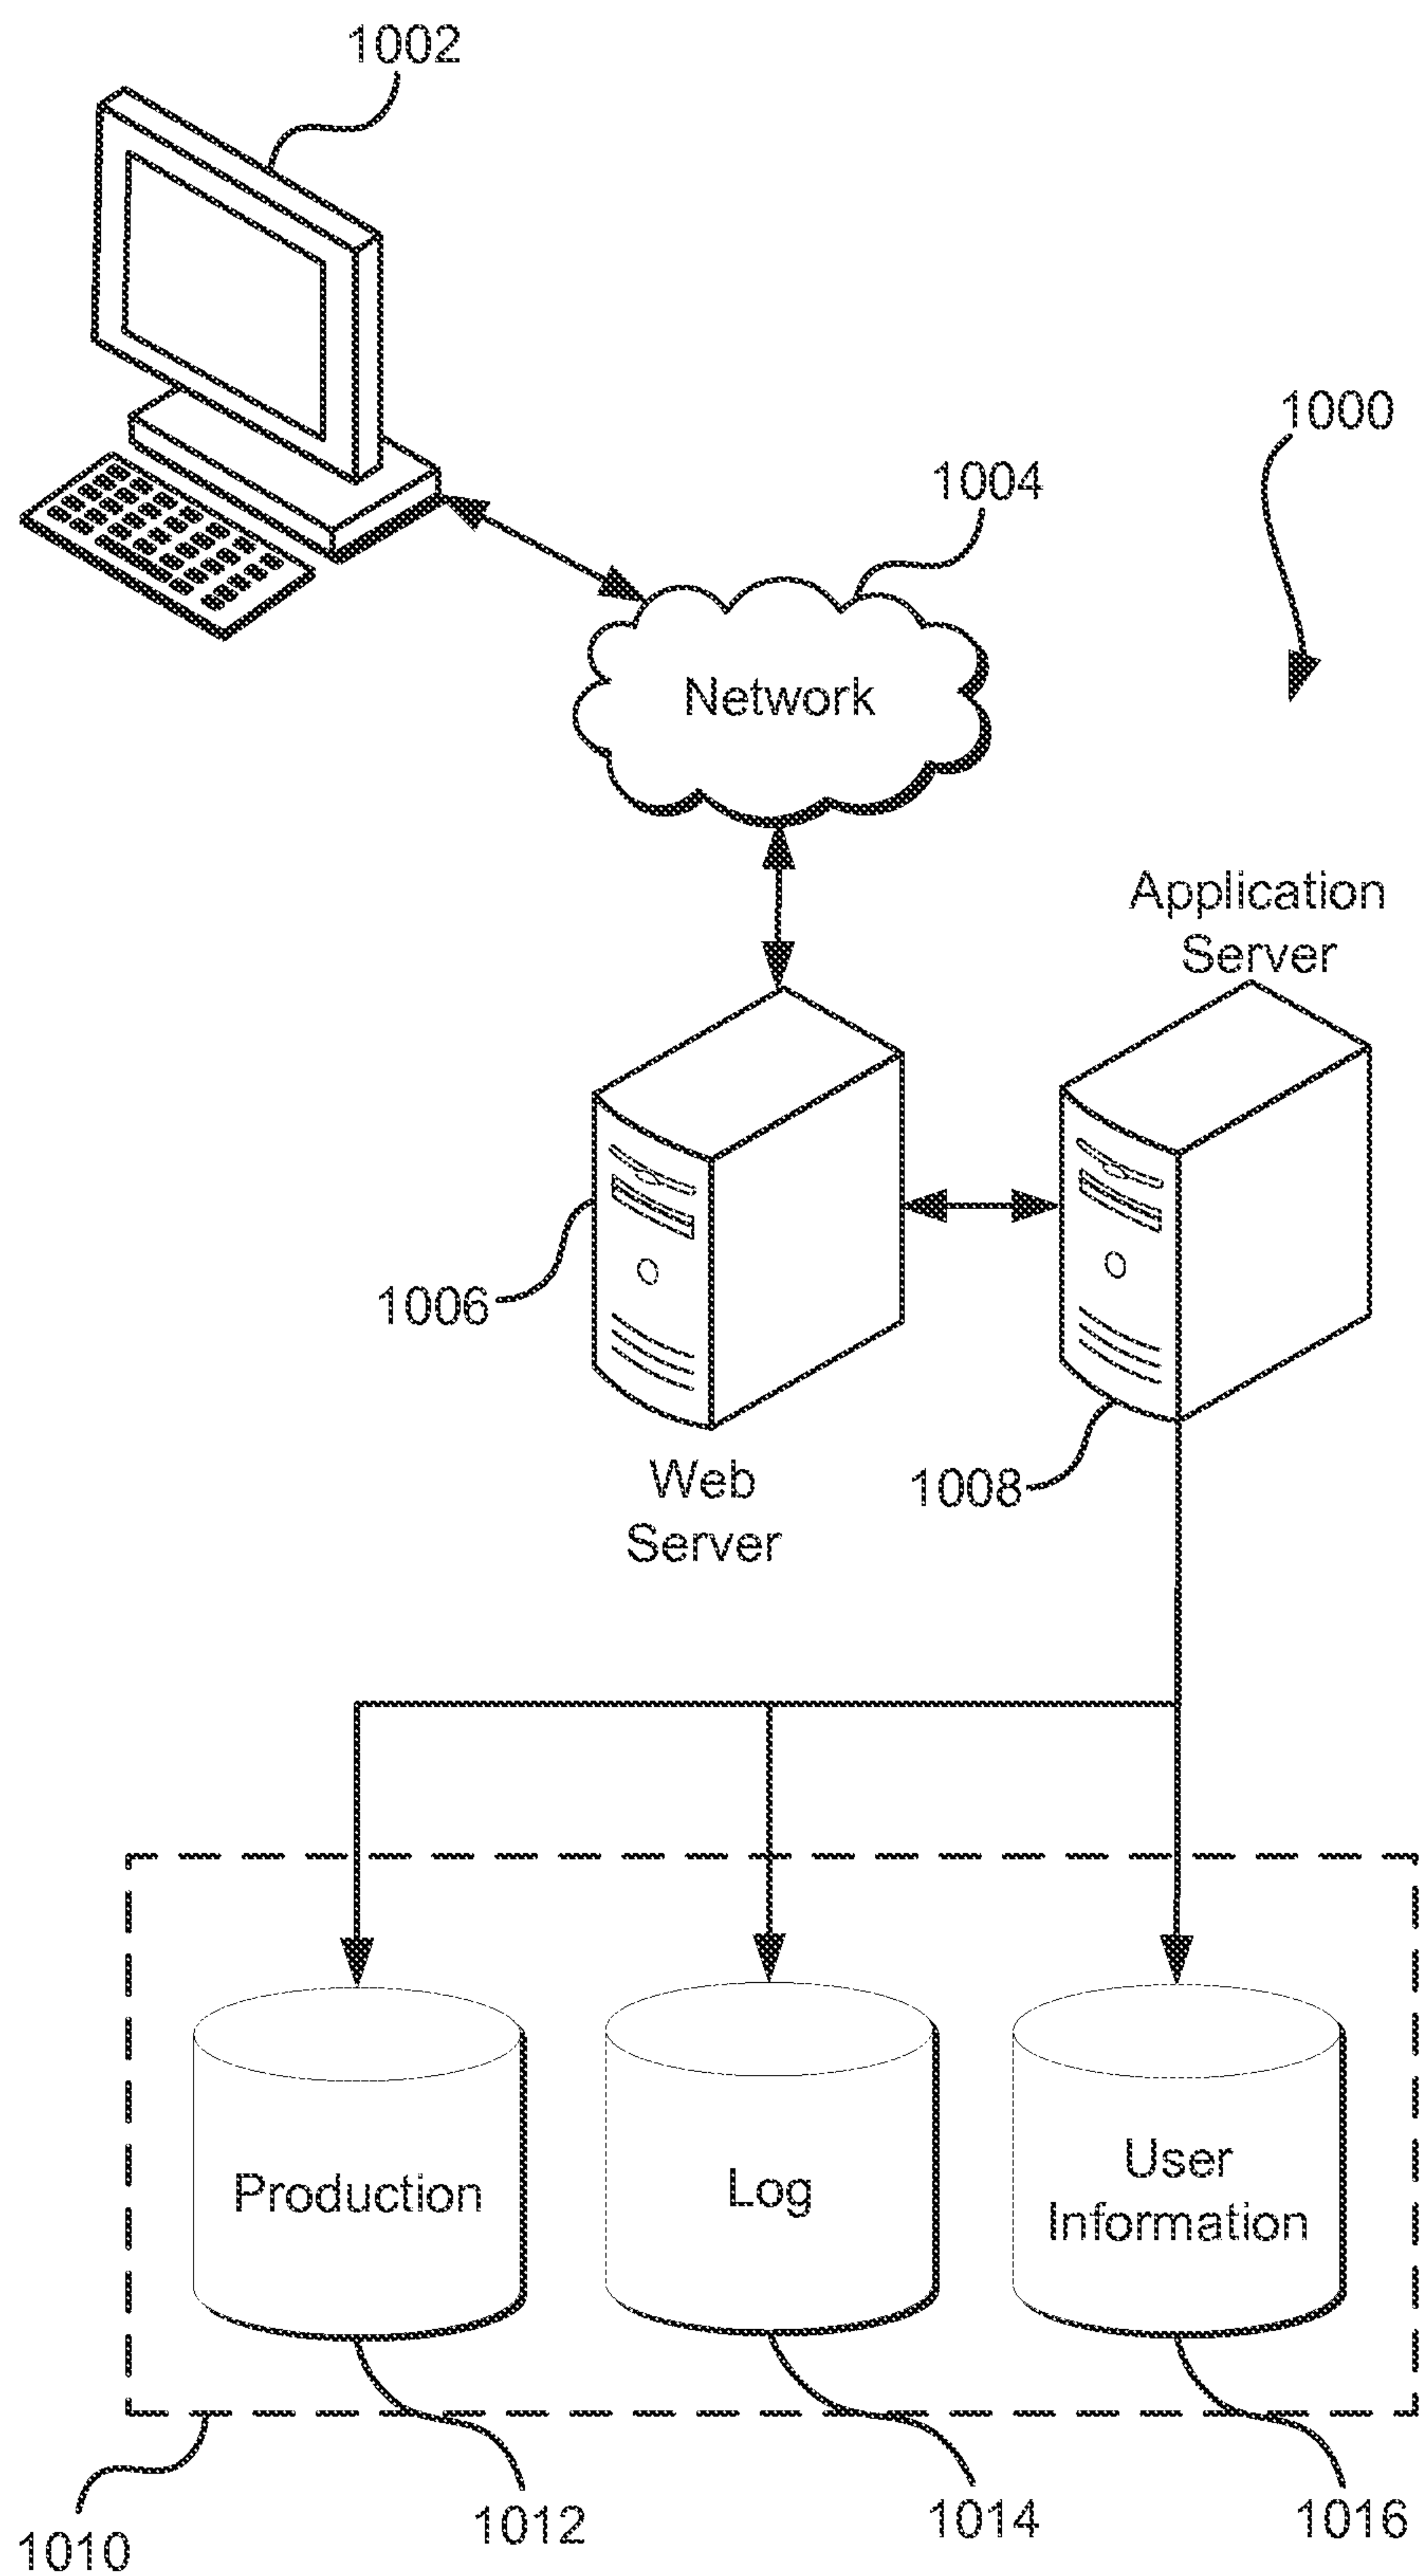 1002
1000
1004
Network
Application
Server
1006
Web
Server
1008
Production
Log
User
Information
1010
1012
1014
1016